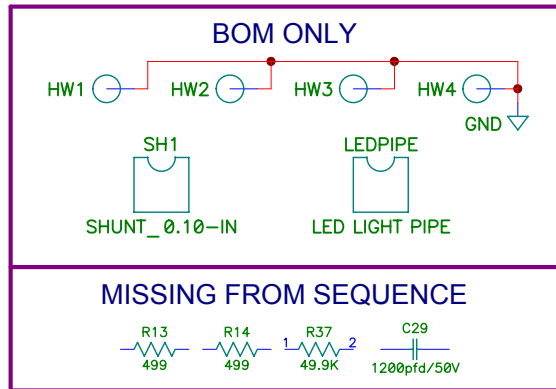 BOM ONLY
HW1 HW2 HW3 HW4
GND
SH1 LEDPIPE
SHUNT_0.10-IN LED LIGHT PIPE
MISSING FROM SEQUENCE
R13 R14 R37 C29
1 2
499 499 49.9K 1200pfd/50V